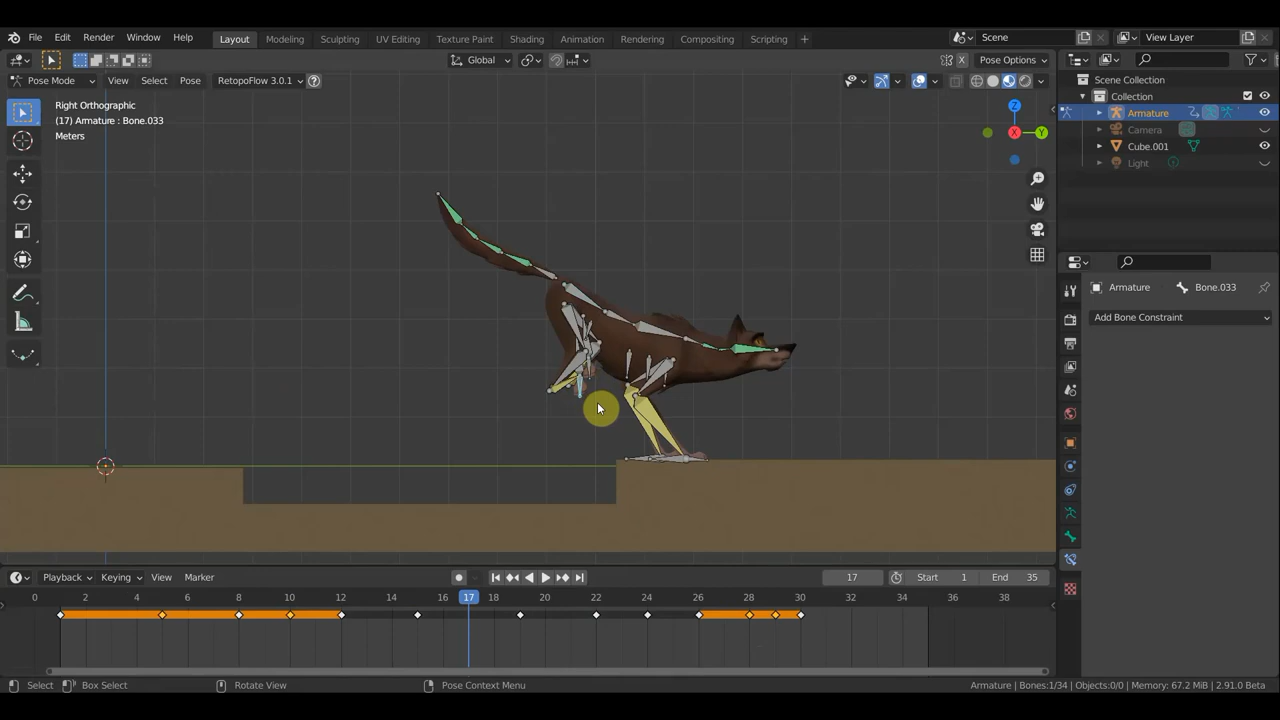 File Edit Render Window Help Layout Modeling Sculpting UV Editing Texture Paint Shading Animation Rendering Compositing Scripting Scene View Layer
Global Pose Options
Pose Mode View Select Pose RetopoFlow 3.0.1
Scene Collection
Collection
Armature
Camera
Cube.001
Light
Right Orthographic
(17) Armature : Bone.033
Meters
X
Z
X
Y
Armature Bone.033
Add Bone Constraint
Playback Keying View Marker 17 Start 1 End 35
0 2 4 6 8 10 12 14 16 17 20 22 24 26 28 30 32 34 36 38
Select Box Select Rotate View Pose Context Menu Armature | Bones:1/34 | Objects:0/0 | Memory: 67.2 MiB | 2.91.0 Beta